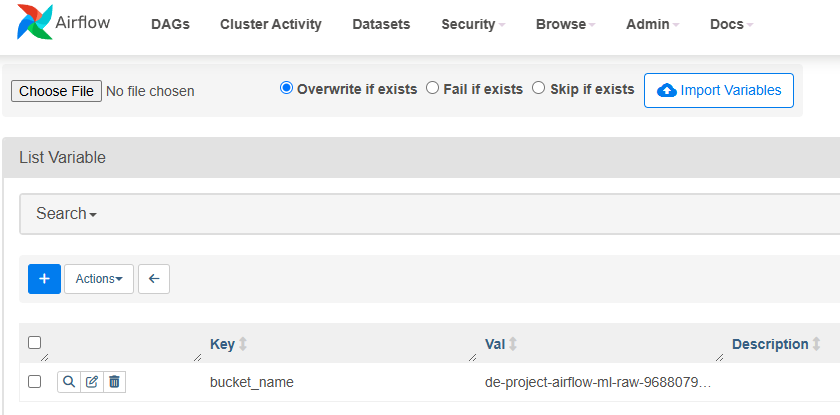 Airflow DAGs Cluster Activity Datasets Security Browse Admin Docs
Choose File No file chosen Overwrite if exists Fail if exists Skip if exists Import Variables
List Variable
Search
+ Actions
Key Val Description
bucket_name de-project-airflow-ml-raw-9688079...